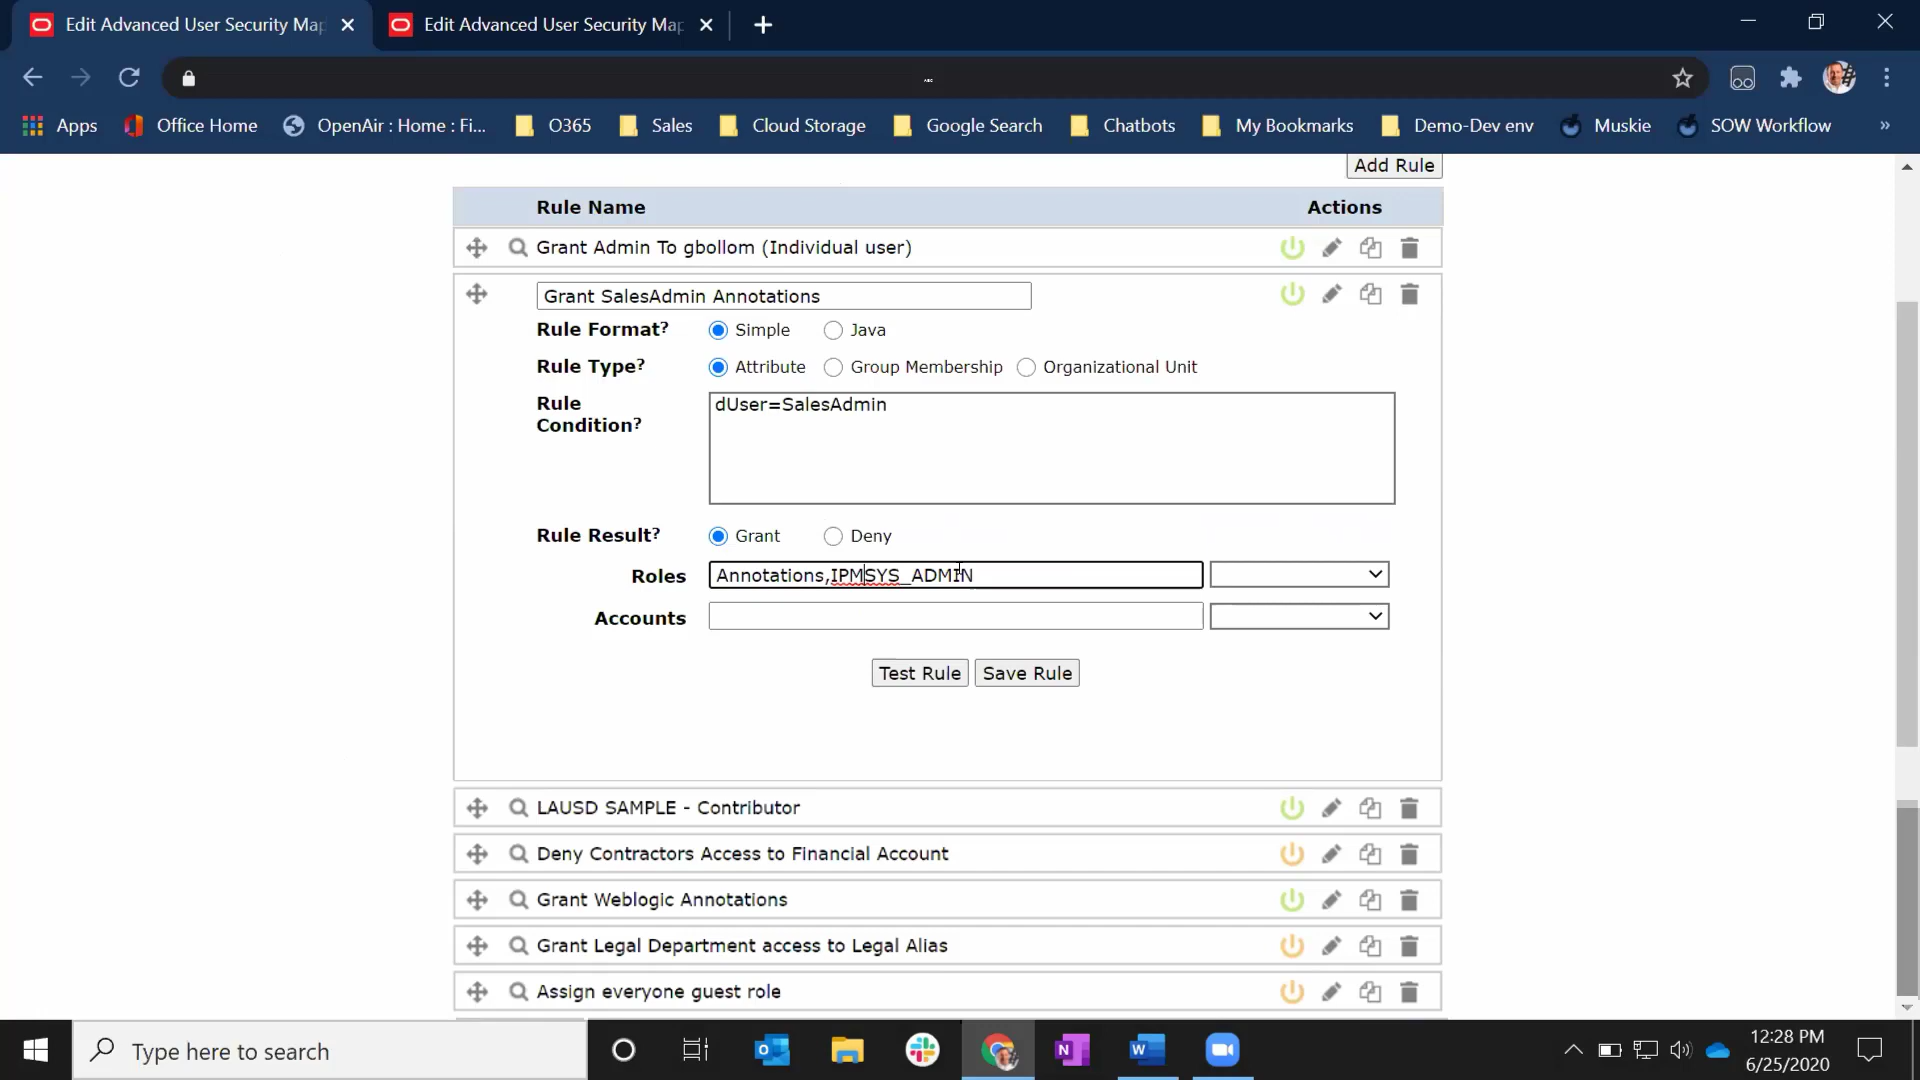 Edit Advanced User Security Map
Edit Advanced User Security Map
Apps
Office Home
OpenAir : Home : Fi...
O365
Sales
Cloud Storage
Google Search
Chatbots
My Bookmarks
Demo-Dev env
Muskie
SOW Workflow
»
Add Rule
Rule Name Actions
Grant Admin To gbollom (Individual user)
Grant SalesAdmin Annotations
Rule Format? Simple Java
Rule Type? Attribute Group Membership Organizational Unit
Rule Condition? dUser=SalesAdmin
Rule Result? Grant Deny
Roles Annotations,IPMSYS_ADMIN
Accounts
Test Rule Save Rule
LAUSD SAMPLE - Contributor
Deny Contractors Access to Financial Account
Grant Weblogic Annotations
Grant Legal Department access to Legal Alias
Assign everyone guest role
Type here to search
12:28 PM
6/25/2020